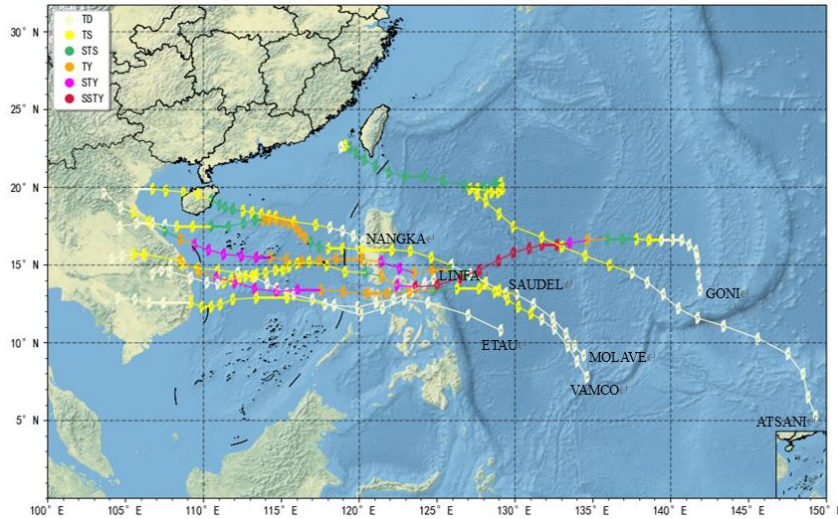 TD
TS
STS
TY
STY
SSTY
30° N
25° N
20° N
15° N
10° N
5° N
0°
100° E
105° E
110° E
115° E
120° E
125° E
130° E
135° E
140° E
145° E
150° E
NANGKA
LINFA
SAUDEL
GONI
ETAU
MOLAVE
VAMCO
ATSANI